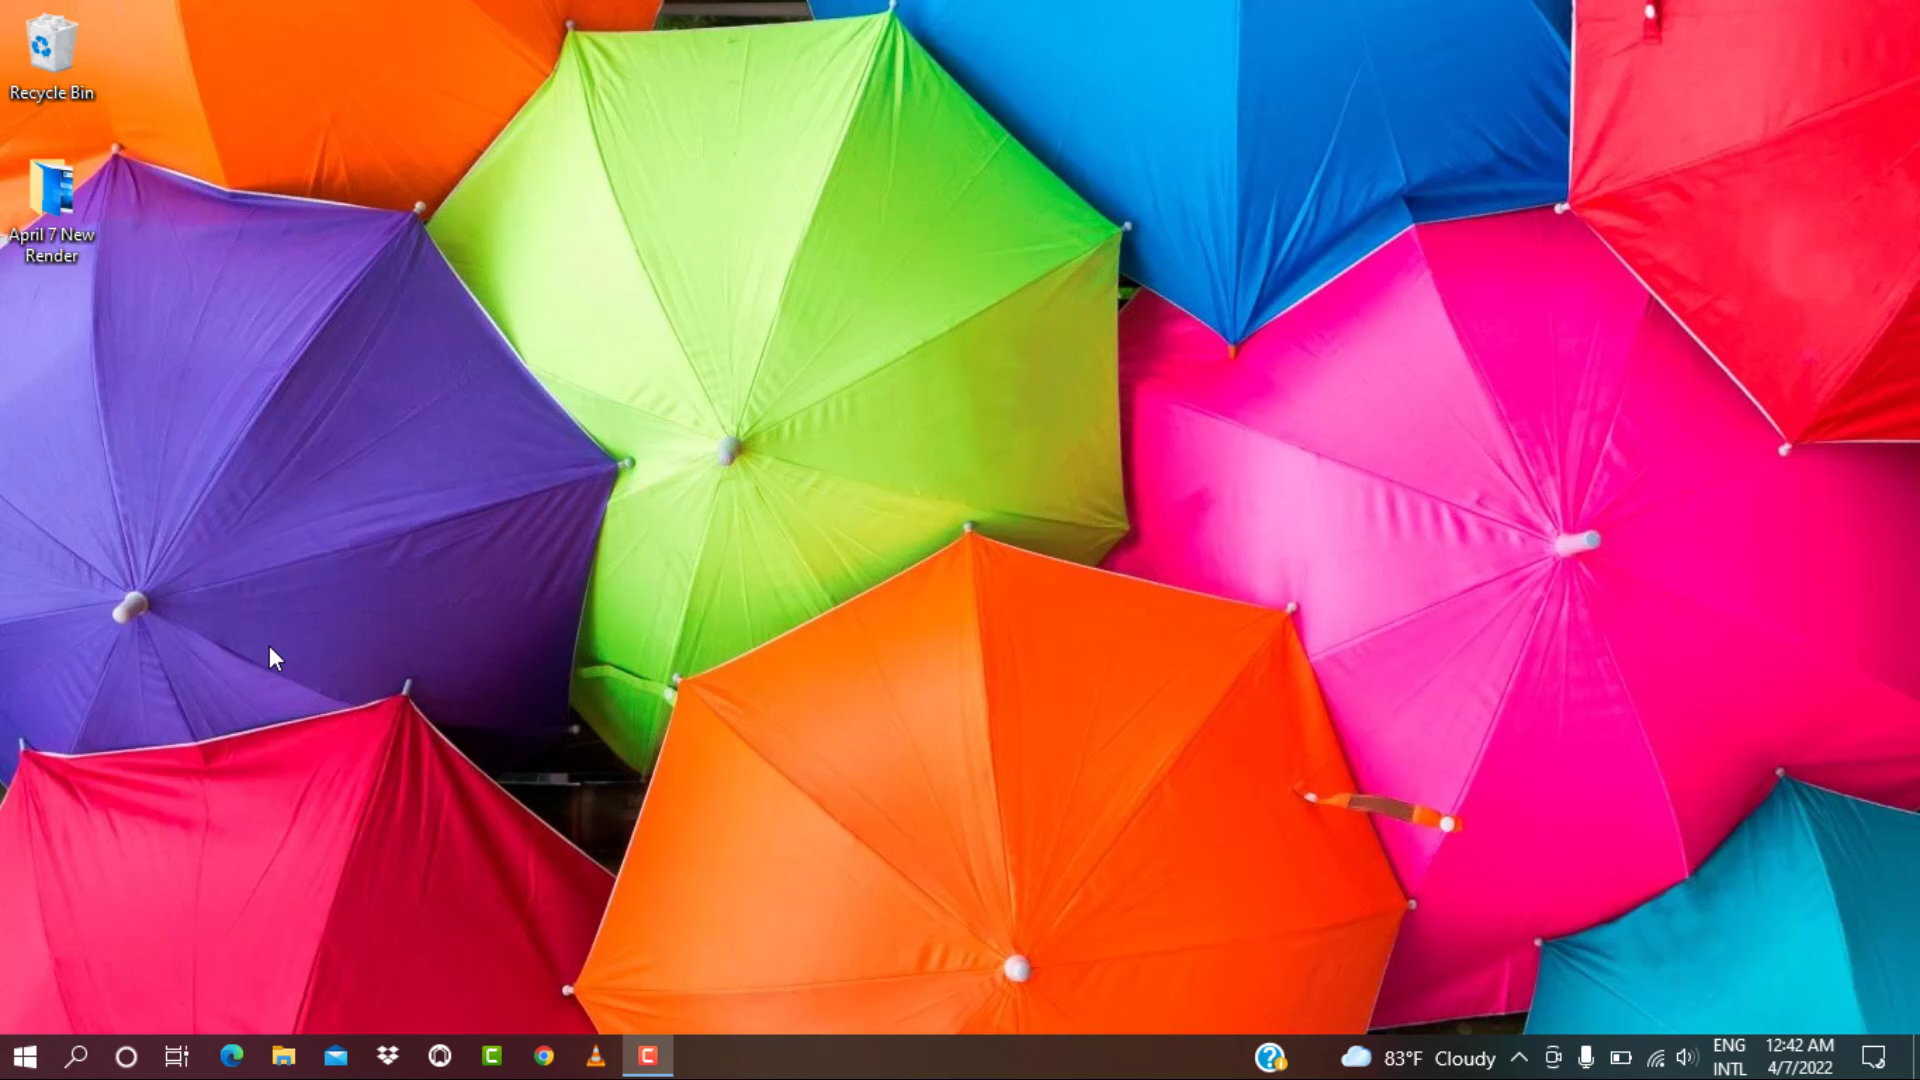 Recycle Bin
April 7 New
Render
83°F Cloudy
ENG
INTL
12:42 AM
4/7/2022